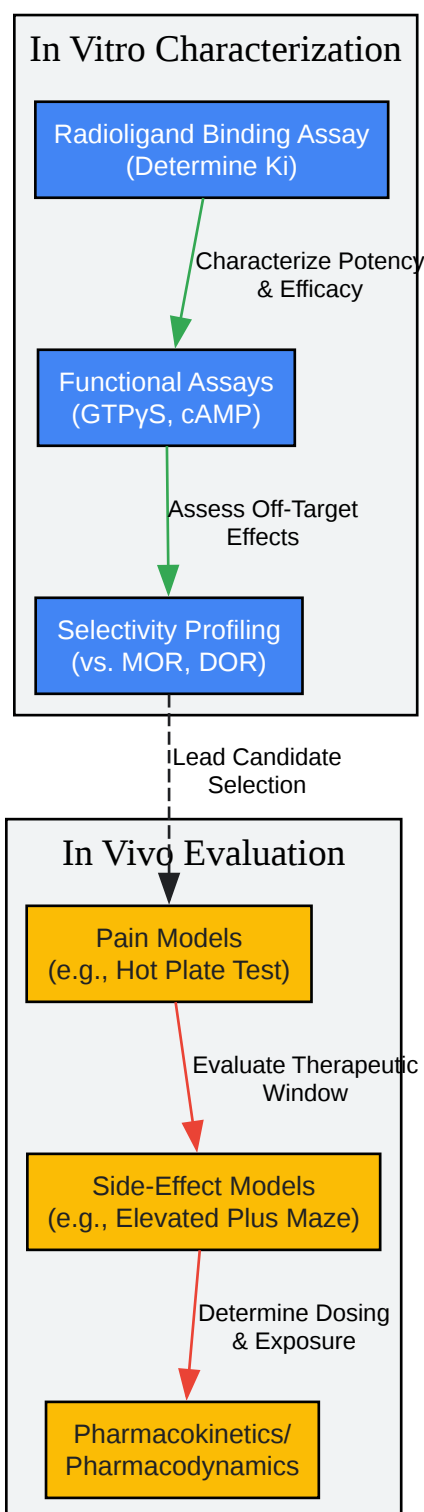 In Vitro Characterization
Radioligand Binding Assay
(Determine Ki)
Characterize Potency
& Efficacy
Functional Assays
(GTPγS, cAMP)
Assess Off-Target
Effects
Selectivity Profiling
(vs. MOR, DOR)
Lead Candidate
Selection
In Vivo Evaluation
Pain Models
(e.g., Hot Plate Test)
Evaluate Therapeutic
Window
Side-Effect Models
(e.g., Elevated Plus Maze)
Determine Dosing
& Exposure
Pharmacokinetics/
Pharmacodynamics